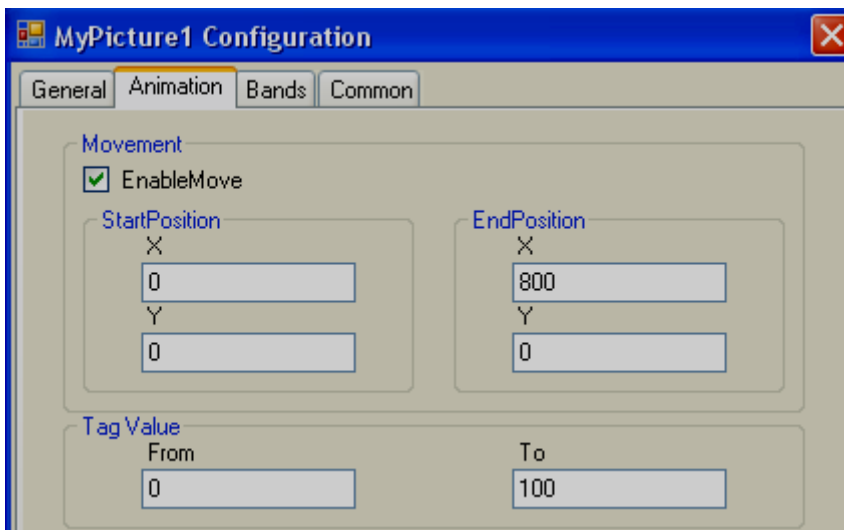 MyPicture1 Configuration
General Animation Bands Common
Movement
EnableMove
StartPosition EndPosition
X X
0 800
Y Y
0 0
Tag Value
From To
0 100